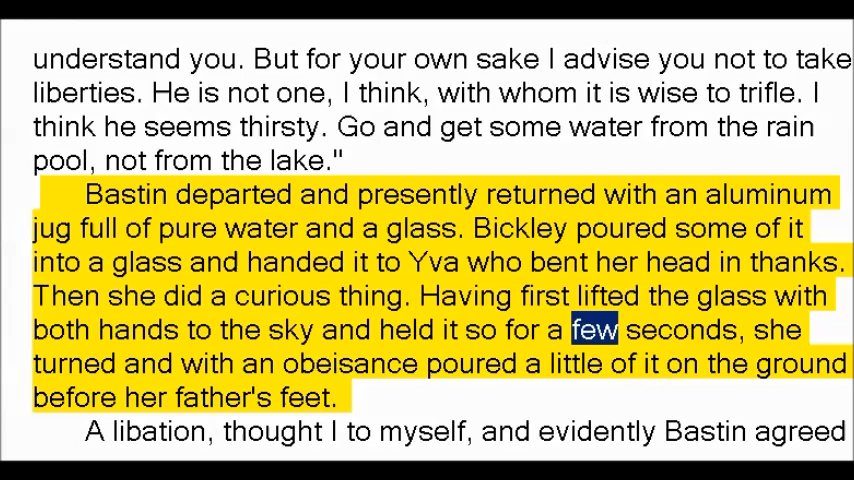 understand you. But for your own sake I advise you not to take
liberties. He is not one, I think, with whom it is wise to trifle. I
think he seems thirsty. Go and get some water from the rain
pool, not from the lake."
Bastin departed and presently returned with an aluminum
jug full of pure water and a glass. Bickley poured some of it
into a glass and handed it to Yva who bent her head in thanks.
Then she did a curious thing. Having first lifted the glass with
both hands to the sky and held it so for a few seconds, she
turned and with an obeisance poured a little of it on the ground
before her father's feet.
A libation, thought I to myself, and evidently Bastin agreed